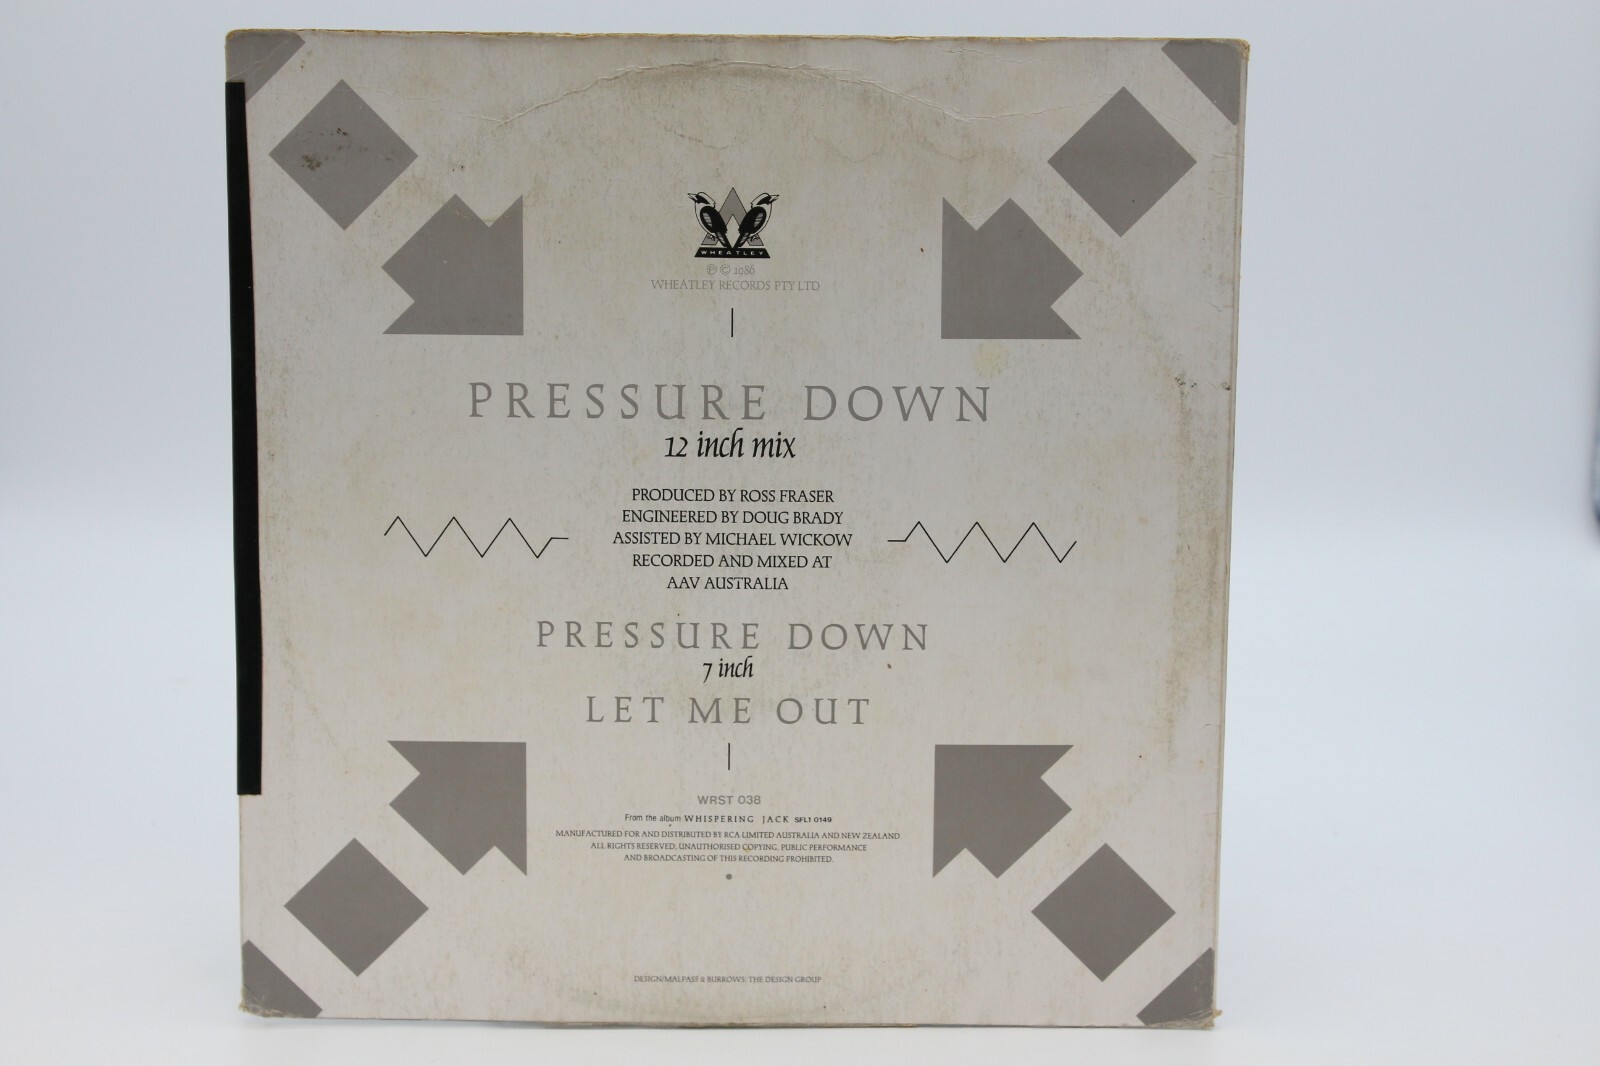 WHEATLEY
℗ © 1986
WHEATLEY RECORDS PTY LTD
PRESSURE DOWN
12 inch mix
PRODUCED BY ROSS FRASER
ENGINEERED BY DOUG BRADY
ASSISTED BY MICHAEL WICKOW
RECORDED AND MIXED AT
AAV AUSTRALIA
PRESSURE DOWN
7 inch
LET ME OUT
WRST 038
From the album WHISPERING JACK SFL1 0149
MANUFACTURED FOR AND DISTRIBUTED BY RCA LIMITED AUSTRALIA AND NEW ZEALAND
ALL RIGHTS RESERVED, UNAUTHORISED COPYING, PUBLIC PERFORMANCE
AND BROADCASTING OF THIS RECORDING PROHIBITED.
DESIGN/MALPASS & BURROWS: THE DESIGN GROUP